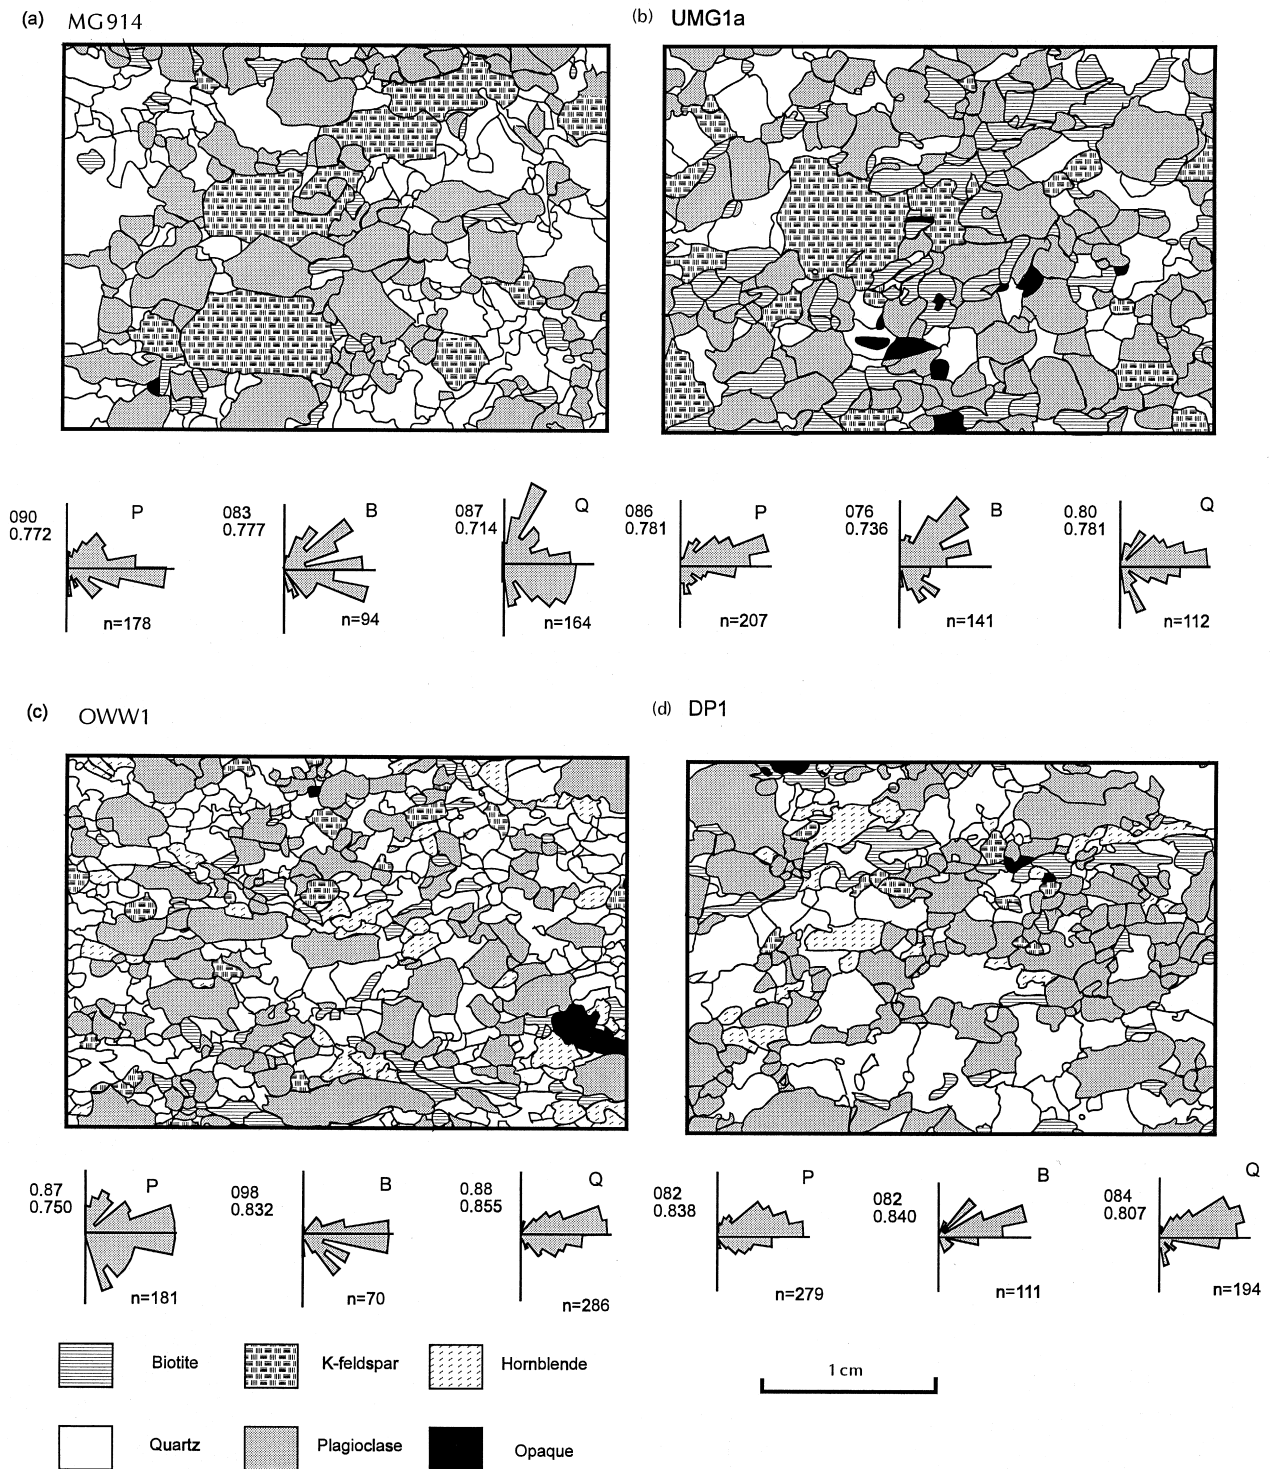 (a) MG914
(b) UMG1a
090
0.772
P
n=178
083
0.777
B
n=94
087
0.714
Q
n=164
086
0.781
P
n=207
076
0.736
B
n=141
0.80
0.781
Q
n=112
(c) OWW1
(d) DP1
0.87
0.750
P
n=181
098
0.832
B
n=70
0.88
0.855
Q
n=286
082
0.838
P
n=279
082
0.840
B
n=111
084
0.807
Q
n=194
Biotite
K-feldspar
Hornblende
1 cm
Quartz
Plagioclase
Opaque